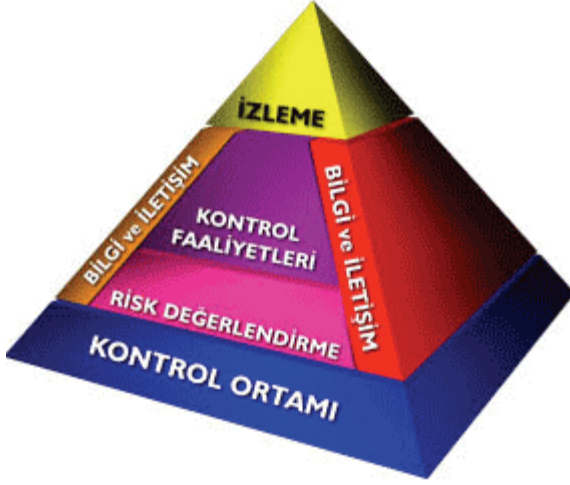 İZLEME
BİLGİ ve İLETİŞİM
KONTROL
FAALİYETLERİ
BİLGİ ve İLETİŞİM
RİSK DEĞERLENDİRME
KONTROL ORTAMI